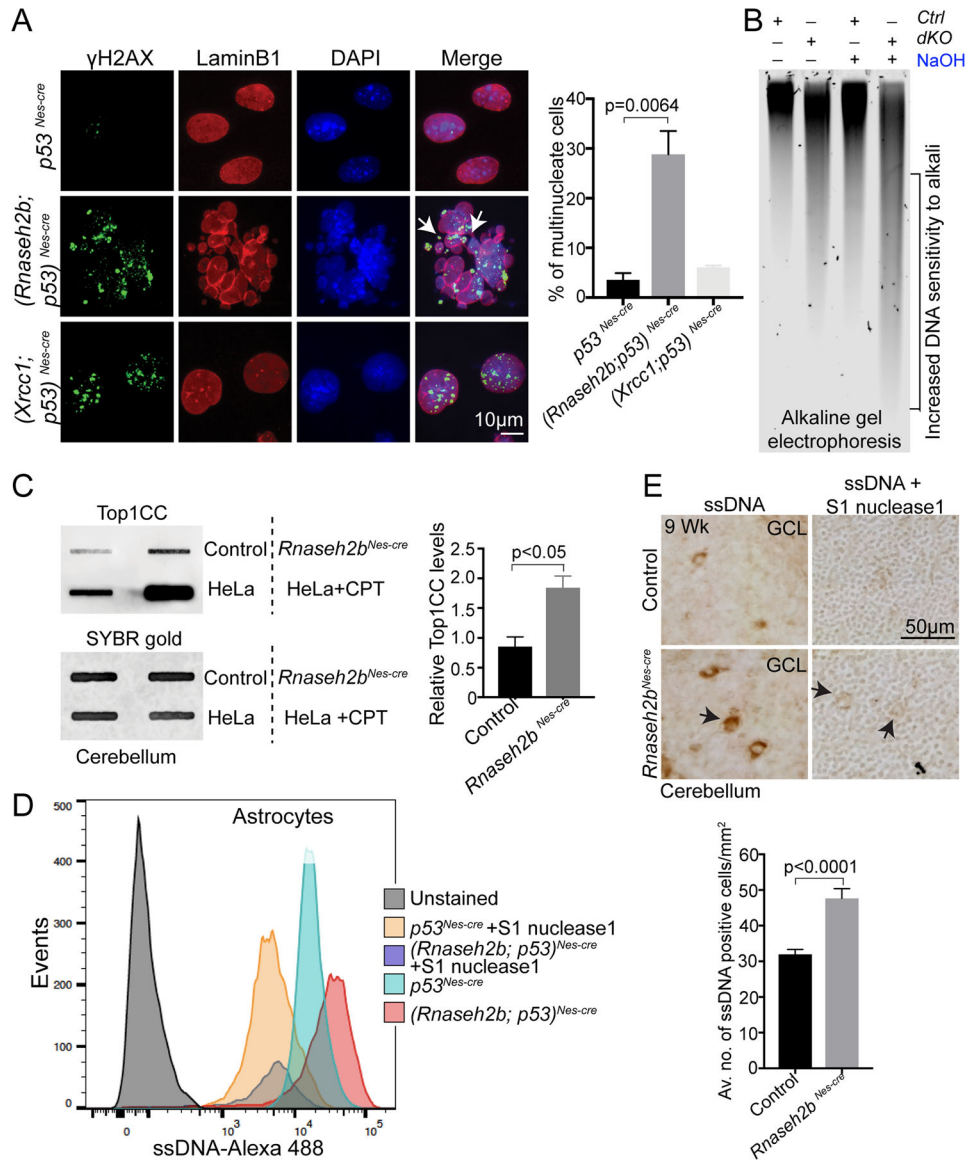 A
γH2AX LaminB1 DAPI Merge
p53 Nes-cre
(Rnaseh2b; p53) Nes-cre
(Xrcc1; p53) Nes-cre
10µm
% of multinucleate cells
40
30
20
10
0
p=0.0064
p53 Nes-cre
(Rnaseh2b;p53) Nes-cre
(Xrcc1;p53) Nes-cre
B
+ – + – Ctrl
– + – + dKO
– – + + NaOH
Increased DNA sensitivity to alkali
Alkaline gel
electrophoresis
C
Top1CC
Control Rnaseh2b Nes-cre
HeLa HeLa+CPT
SYBR gold
Control Rnaseh2b Nes-cre
HeLa HeLa +CPT
Cerebellum
Relative Top1CC levels
2.5
2.0
1.5
1.0
0.5
0
p<0.05
Control
Rnaseh2b Nes-cre
D
Astrocytes
Events
500
400
300
200
100
0
0 10³ 10⁴ 10⁵
ssDNA-Alexa 488
Unstained
p53 Nes-cre +S1 nuclease1
(Rnaseh2b; p53) Nes-cre
+S1 nuclease1
p53 Nes-cre
(Rnaseh2b; p53) Nes-cre
E
ssDNA
ssDNA +
S1 nuclease1
9 Wk GCL
Control
50µm
Rnaseh2b Nes-cre
GCL
Cerebellum
Av. no. of ssDNA positive cells/mm²
60
50
40
30
20
10
0
p<0.0001
Control
Rnaseh2b Nes-cre